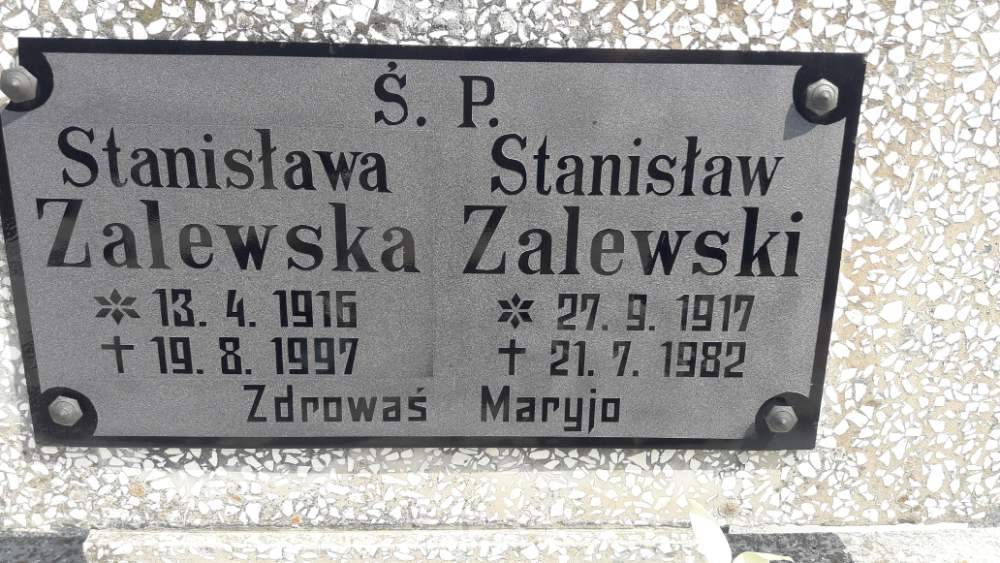 Ś. P.
Stanisława
Zalewska
* 13. 4. 1916
† 19. 8. 1997
Stanisław
Zalewski
* 27. 9. 1917
† 21. 7. 1982
Zdrowaś Maryjo